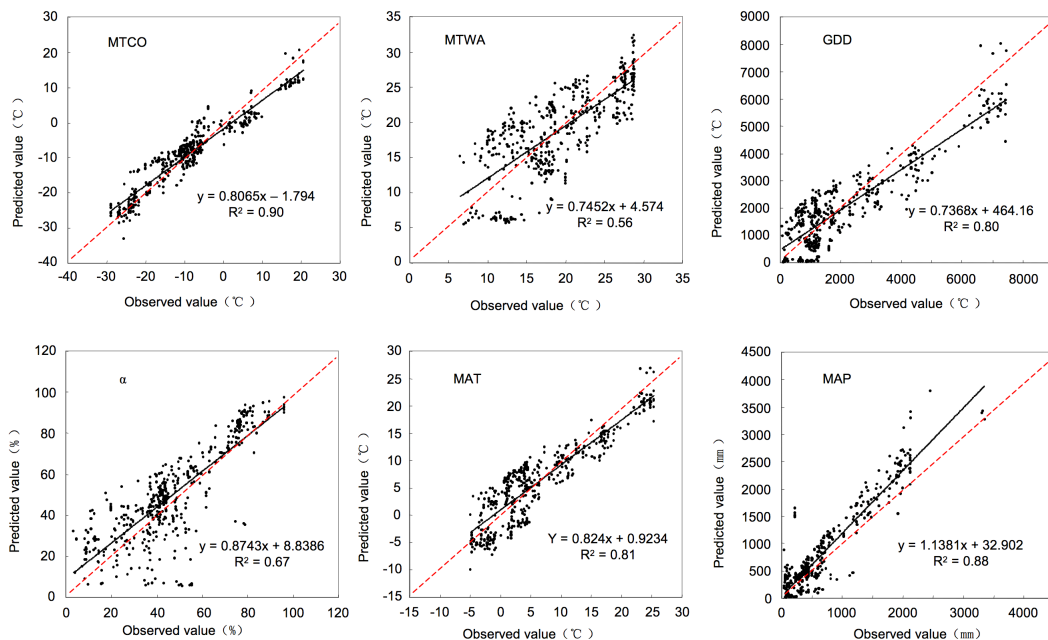 MTCO
30
20
10
0
-10
-20
-30
-40
Predicted value（℃）
y = 0.8065x – 1.794
R² = 0.90
-40 -30 -20 -10 0 10 20 30
Observed value（℃）
MTWA
35
30
25
20
15
10
5
0
Predicted value（℃）
y = 0.7452x + 4.574
R² = 0.56
0 5 10 15 20 25 30 35
Observed value（℃）
GDD
9000
8000
7000
6000
5000
4000
3000
2000
1000
0
Predicted value（℃）
y = 0.7368x + 464.16
R² = 0.80
0 2000 4000 6000 8000
Observed value（℃）
α
120
100
80
60
40
20
0
Predicted value（%）
y = 0.8743x + 8.8386
R² = 0.67
0 20 40 60 80 100 120
Observed value（%）
MAT
30
25
20
15
10
5
0
-5
-10
-15
Predicted value（℃）
Y = 0.824x + 0.9234
R² = 0.81
-15 -10 -5 0 5 10 15 20 25 30
Observed value（℃）
MAP
4500
4000
3500
3000
2500
2000
1500
1000
500
0
Predicted value（㎜）
y = 1.1381x + 32.902
R² = 0.88
0 1000 2000 3000 4000
Observed value（㎜）